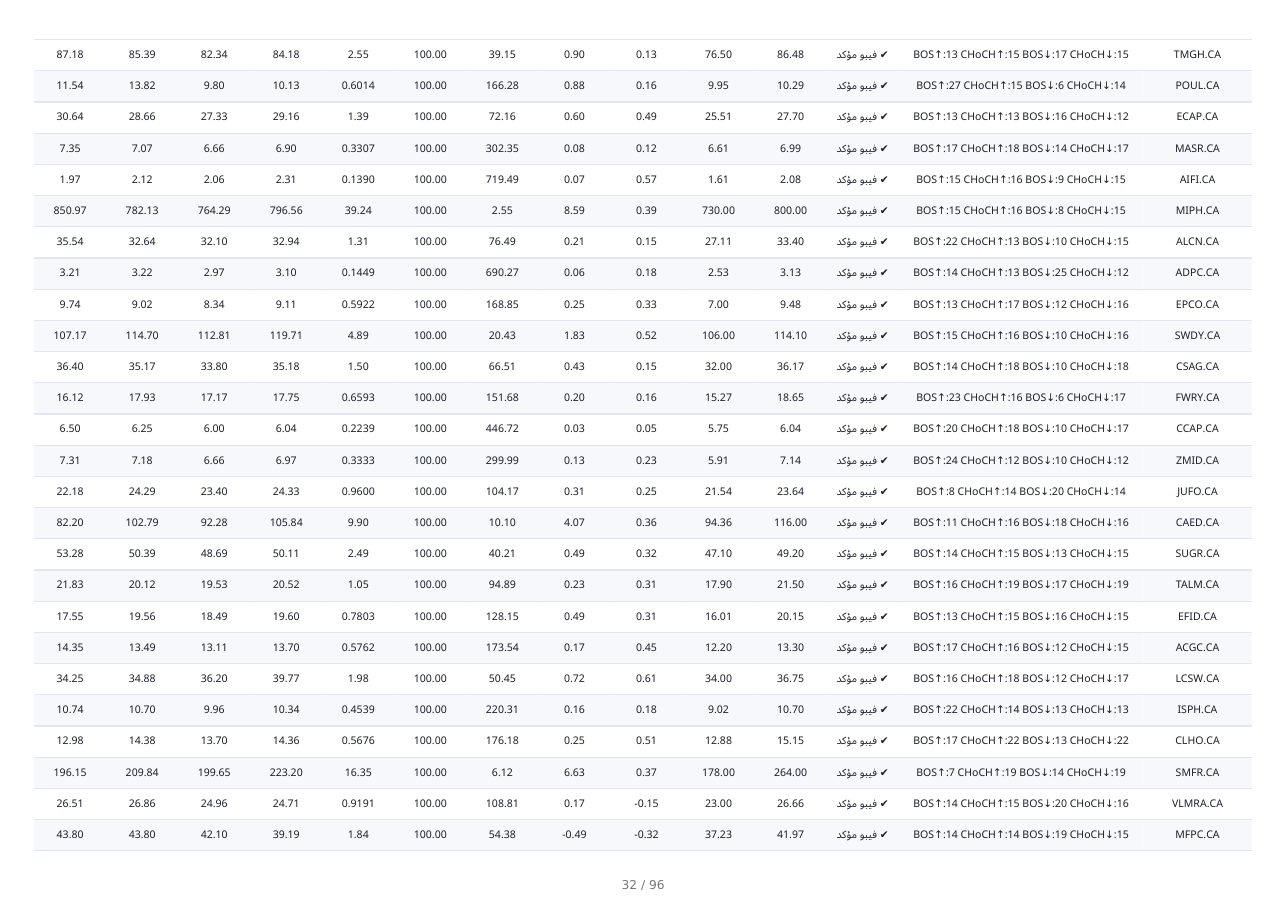 87.18 85.39 82.34 84.18 2.55 100.00 39.15 0.90 0.13 76.50 86.48 ✔ فيبو مؤكد BOS↑:13 CHoCH↑:15 BOS↓:17 CHoCH↓:15 TMGH.CA
11.54 13.82 9.80 10.13 0.6014 100.00 166.28 0.88 0.16 9.95 10.29 ✔ فيبو مؤكد BOS↑:27 CHoCH↑:15 BOS↓:6 CHoCH↓:14 POUL.CA
30.64 28.66 27.33 29.16 1.39 100.00 72.16 0.60 0.49 25.51 27.70 ✔ فيبو مؤكد BOS↑:13 CHoCH↑:13 BOS↓:16 CHoCH↓:12 ECAP.CA
7.35 7.07 6.66 6.90 0.3307 100.00 302.35 0.08 0.12 6.61 6.99 ✔ فيبو مؤكد BOS↑:17 CHoCH↑:18 BOS↓:14 CHoCH↓:17 MASR.CA
1.97 2.12 2.06 2.31 0.1390 100.00 719.49 0.07 0.57 1.61 2.08 ✔ فيبو مؤكد BOS↑:15 CHoCH↑:16 BOS↓:9 CHoCH↓:15 AIFI.CA
850.97 782.13 764.29 796.56 39.24 100.00 2.55 8.59 0.39 730.00 800.00 ✔ فيبو مؤكد BOS↑:15 CHoCH↑:16 BOS↓:8 CHoCH↓:15 MIPH.CA
35.54 32.64 32.10 32.94 1.31 100.00 76.49 0.21 0.15 27.11 33.40 ✔ فيبو مؤكد BOS↑:22 CHoCH↑:13 BOS↓:10 CHoCH↓:15 ALCN.CA
3.21 3.22 2.97 3.10 0.1449 100.00 690.27 0.06 0.18 2.53 3.13 ✔ فيبو مؤكد BOS↑:14 CHoCH↑:13 BOS↓:25 CHoCH↓:12 ADPC.CA
9.74 9.02 8.34 9.11 0.5922 100.00 168.85 0.25 0.33 7.00 9.48 ✔ فيبو مؤكد BOS↑:13 CHoCH↑:17 BOS↓:12 CHoCH↓:16 EPCO.CA
107.17 114.70 112.81 119.71 4.89 100.00 20.43 1.83 0.52 106.00 114.10 ✔ فيبو مؤكد BOS↑:15 CHoCH↑:16 BOS↓:10 CHoCH↓:16 SWDY.CA
36.40 35.17 33.80 35.18 1.50 100.00 66.51 0.43 0.15 32.00 36.17 ✔ فيبو مؤكد BOS↑:14 CHoCH↑:18 BOS↓:10 CHoCH↓:18 CSAG.CA
16.12 17.93 17.17 17.75 0.6593 100.00 151.68 0.20 0.16 15.27 18.65 ✔ فيبو مؤكد BOS↑:23 CHoCH↑:16 BOS↓:6 CHoCH↓:17 FWRY.CA
6.50 6.25 6.00 6.04 0.2239 100.00 446.72 0.03 0.05 5.75 6.04 ✔ فيبو مؤكد BOS↑:20 CHoCH↑:18 BOS↓:10 CHoCH↓:17 CCAP.CA
7.31 7.18 6.66 6.97 0.3333 100.00 299.99 0.13 0.23 5.91 7.14 ✔ فيبو مؤكد BOS↑:24 CHoCH↑:12 BOS↓:10 CHoCH↓:12 ZMID.CA
22.18 24.29 23.40 24.33 0.9600 100.00 104.17 0.31 0.25 21.54 23.64 ✔ فيبو مؤكد BOS↑:8 CHoCH↑:14 BOS↓:20 CHoCH↓:14 JUFO.CA
82.20 102.79 92.28 105.84 9.90 100.00 10.10 4.07 0.36 94.36 116.00 ✔ فيبو مؤكد BOS↑:11 CHoCH↑:16 BOS↓:18 CHoCH↓:16 CAED.CA
53.28 50.39 48.69 50.11 2.49 100.00 40.21 0.49 0.32 47.10 49.20 ✔ فيبو مؤكد BOS↑:14 CHoCH↑:15 BOS↓:13 CHoCH↓:15 SUGR.CA
21.83 20.12 19.53 20.52 1.05 100.00 94.89 0.23 0.31 17.90 21.50 ✔ فيبو مؤكد BOS↑:16 CHoCH↑:19 BOS↓:17 CHoCH↓:19 TALM.CA
17.55 19.56 18.49 19.60 0.7803 100.00 128.15 0.49 0.31 16.01 20.15 ✔ فيبو مؤكد BOS↑:13 CHoCH↑:15 BOS↓:16 CHoCH↓:15 EFID.CA
14.35 13.49 13.11 13.70 0.5762 100.00 173.54 0.17 0.45 12.20 13.30 ✔ فيبو مؤكد BOS↑:17 CHoCH↑:16 BOS↓:12 CHoCH↓:15 ACGC.CA
34.25 34.88 36.20 39.77 1.98 100.00 50.45 0.72 0.61 34.00 36.75 ✔ فيبو مؤكد BOS↑:16 CHoCH↑:18 BOS↓:12 CHoCH↓:17 LCSW.CA
10.74 10.70 9.96 10.34 0.4539 100.00 220.31 0.16 0.18 9.02 10.70 ✔ فيبو مؤكد BOS↑:22 CHoCH↑:14 BOS↓:13 CHoCH↓:13 ISPH.CA
12.98 14.38 13.70 14.36 0.5676 100.00 176.18 0.25 0.51 12.88 15.15 ✔ فيبو مؤكد BOS↑:17 CHoCH↑:22 BOS↓:13 CHoCH↓:22 CLHO.CA
196.15 209.84 199.65 223.20 16.35 100.00 6.12 6.63 0.37 178.00 264.00 ✔ فيبو مؤكد BOS↑:7 CHoCH↑:19 BOS↓:14 CHoCH↓:19 SMFR.CA
26.51 26.86 24.96 24.71 0.9191 100.00 108.81 0.17 -0.15 23.00 26.66 ✔ فيبو مؤكد BOS↑:14 CHoCH↑:15 BOS↓:20 CHoCH↓:16 VLMRA.CA
43.80 43.80 42.10 39.19 1.84 100.00 54.38 -0.49 -0.32 37.23 41.97 ✔ فيبو مؤكد BOS↑:14 CHoCH↑:14 BOS↓:19 CHoCH↓:15 MFPC.CA
32 / 96